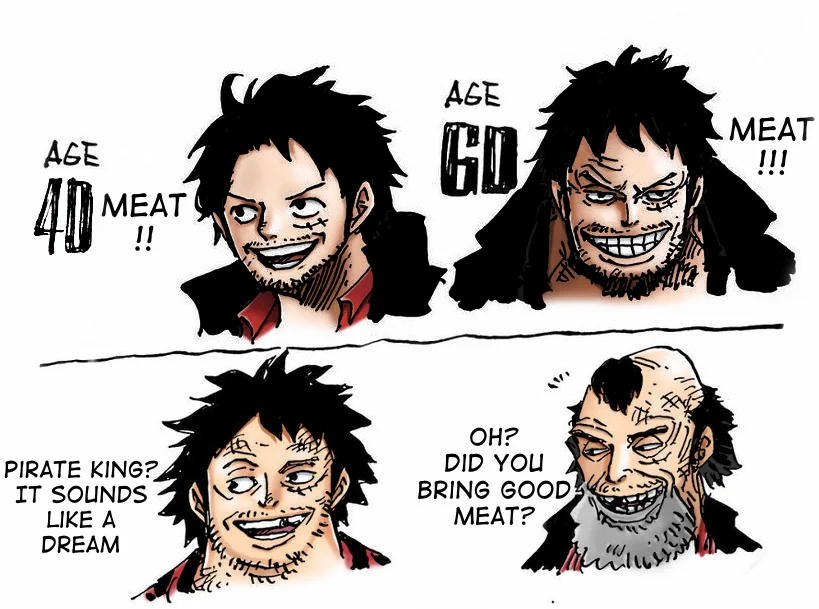 AGE
40
MEAT
!!
AGE
60
MEAT
!!!
PIRATE KING?
IT SOUNDS
LIKE A
DREAM
OH?
DID YOU
BRING GOOD
MEAT?